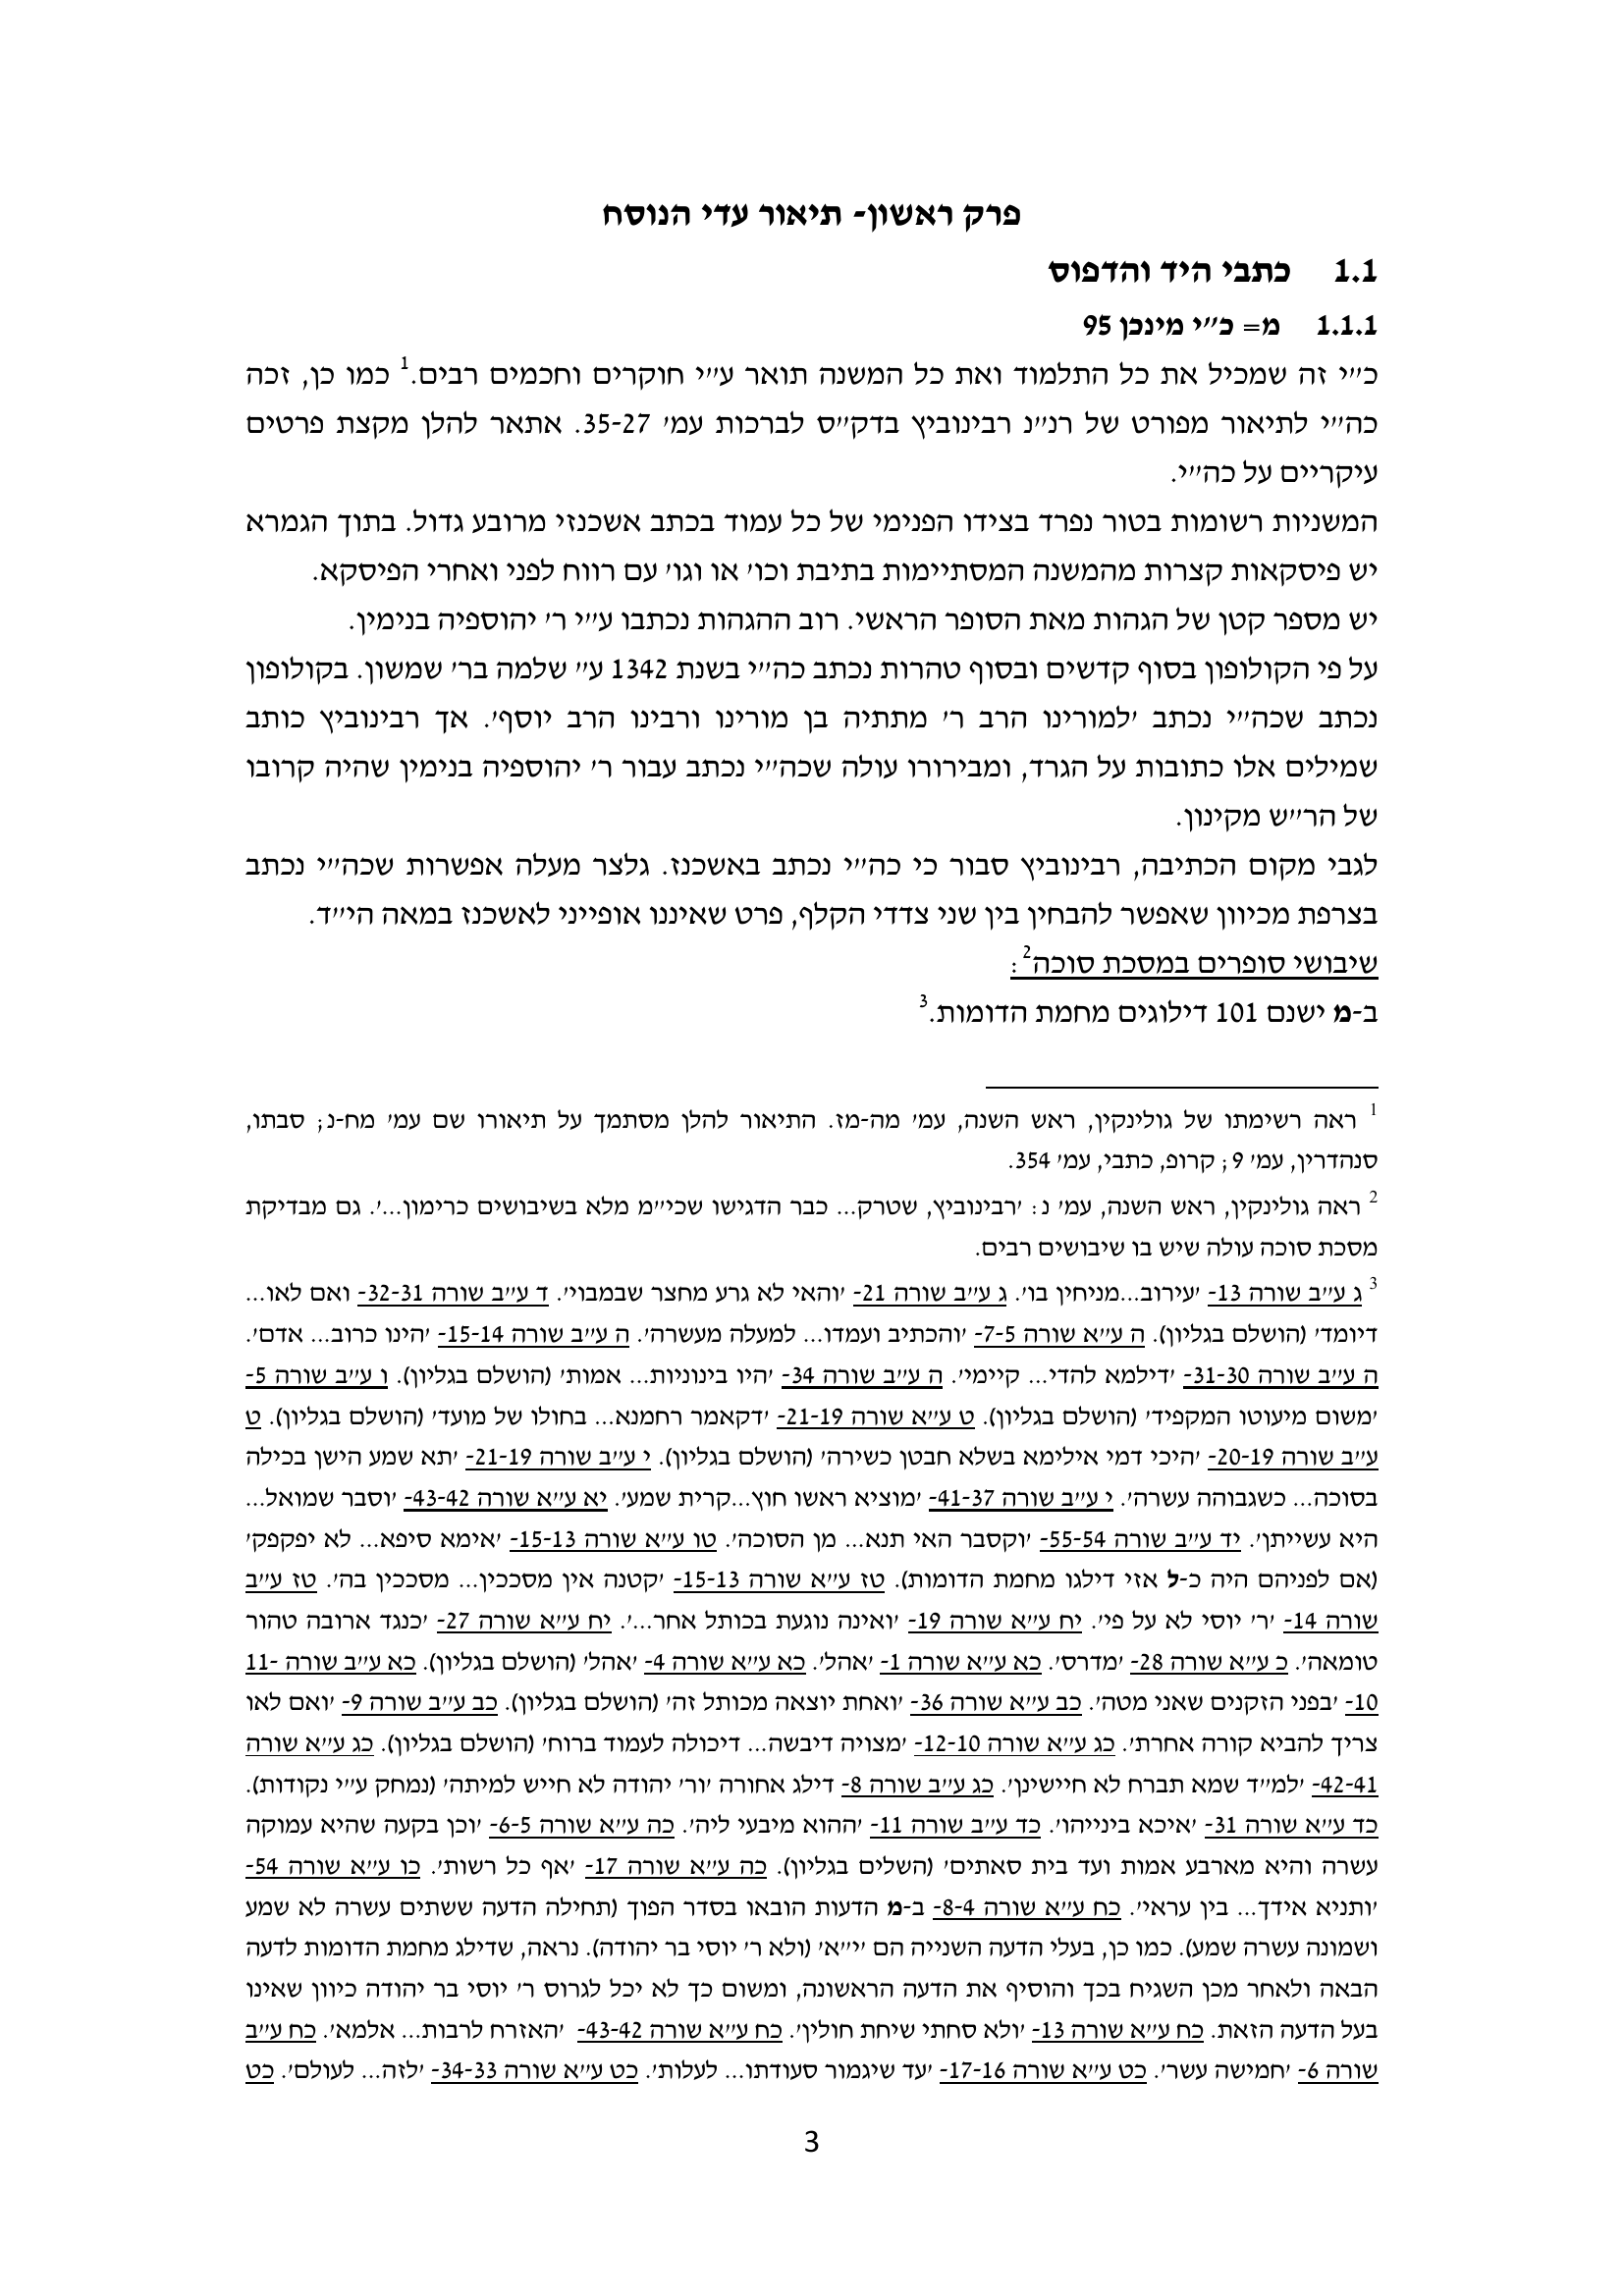 פרק ראשון- תיאור עדי הנוסח
1.1 כתבי היד והדפוס
1.1.1 מ= כ״י מינכן 95
כ״י זה שמכיל את כל התלמוד ואת כל המשנה תואר ע״י חוקרים וחכמים רבים.1 כמו כן, זכה
כה״י לתיאור מפורט של רנ״נ רבינוביץ בדק״ס לברכות עמ׳ 35-27. אתאר להלן מקצת פרטים
עיקריים על כה״י.
המשניות רשומות בטור נפרד בצידו הפנימי של כל עמוד בכתב אשכנזי מרובע גדול. בתוך הגמרא
יש פיסקאות קצרות מהמשנה המסתיימות בתיבת וכו׳ או וגו׳ עם רווח לפני ואחרי הפיסקא.
יש מספר קטן של הגהות מאת הסופר הראשי. רוב ההגהות נכתבו ע״י ר׳ יהוספיה בנימין.
על פי הקולופון בסוף קדשים ובסוף טהרות נכתב כה״י בשנת 1342 ע״י שלמה בר׳ שמשון. בקולופון
נכתב שכה״י נכתב ׳למורינו הרב ר׳ מתתיה בן מורינו ורבינו הרב יוסף׳. אך רבינוביץ כותב
שמילים אלו כתובות על הגרד, ומבירורו עולה שכה״י נכתב עבור ר׳ יהוספיה בנימין שהיה קרובו
של הר״ש מקינון.
לגבי מקום הכתיבה, רבינוביץ סבור כי כה״י נכתב באשכנז. גלצר מעלה אפשרות שכה״י נכתב
בצרפת מכיוון שאפשר להבחין בין שני צדדי הקלף, פרט שאיננו אופייני לאשכנז במאה הי״ד.
שיבושי סופרים במסכת סוכה2:
ב-מ ישנם 101 דילוגים מחמת הדומות.3
1 ראה רשימתו של גולינקין, ראש השנה, עמ׳ מה-מז. התיאור להלן מסתמך על תיאורו שם עמ׳ מח-נ; סבתו,
סנהדרין, עמ׳ 9; קרופ, כתבי, עמ׳ 354.
2 ראה גולינקין, ראש השנה, עמ׳ נ: ׳רבינוביץ, שטרק... כבר הדגישו שכי״מ מלא בשיבושים כרימון...׳. גם מבדיקת
מסכת סוכה עולה שיש בו שיבושים רבים.
3 ג ע״ב שורה 13- ׳עירוב...מניחין בו׳. ג ע״ב שורה 21- ׳והאי לא גרע מחצר שבמבוי׳. ד ע״ב שורה 32-31- ואם לאו...
דיומד׳ (הושלם בגליון). ה ע״א שורה 7-5- ׳והכתיב ועמדו... למעלה מעשרה׳. ה ע״ב שורה 15-14- ׳הינו כרוב... אדם׳.
ה ע״ב שורה 31-30- ׳דילמא להדי... קיימי׳. ה ע״ב שורה 34- ׳היו בינוניות... אמות׳ (הושלם בגליון). ו ע״ב שורה 5-
׳משום מיעוטו המקפיד׳ (הושלם בגליון). ט ע״א שורה 21-19- ׳דקאמר רחמנא... בחולו של מועד׳ (הושלם בגליון). ט
ע״ב שורה 20-19- ׳היכי דמי אילימא בשלא חבטן כשירה׳ (הושלם בגליון). י ע״ב שורה 21-19- ׳תא שמע הישן בכילה
בסוכה... כשגבוהה עשרה׳. י ע״ב שורה 41-37- ׳מוציא ראשו חוץ...קרית שמע׳. יא ע״א שורה 43-42- ׳וסבר שמואל...
היא עשייתן׳. יד ע״ב שורה 55-54- ׳וקסבר האי תנא... מן הסוכה׳. טו ע״א שורה 15-13- ׳אימא סיפא... לא יפקפק׳
(אם לפניהם היה כ-ל אזי דילגו מחמת הדומות). טז ע״א שורה 15-13- ׳קטנה אין מסככין... מסככין בה׳. טז ע״ב
שורה 14- ׳ר׳ יוסי לא על פי׳. יח ע״א שורה 19- ׳ואינה נוגעת בכותל אחר...׳. יח ע״א שורה 27- ׳כנגד ארובה טהור
טומאה׳. כ ע״א שורה 28- ׳מדרסי׳. כא ע״א שורה 1- ׳אהל׳. כא ע״א שורה 4- ׳אהל׳ (הושלם בגליון). כא ע״ב שורה 11-
10- ׳בפני הזקנים שאני מטה׳. כב ע״א שורה 36- ׳ואחת יוצאה מכותל זה׳ (הושלם בגליון). כב ע״ב שורה 9- ׳ואם לאו
צריך להביא קורה אחרת׳. כג ע״א שורה 12-10- ׳מצויה דיבשה... דיכולה לעמוד ברוח׳ (הושלם בגליון). כג ע״א שורה
42-41- ׳למ״ד שמא תברח לא חיישינן׳. כג ע״ב שורה 8- דילג אחורה ׳ור׳ יהודה לא חייש למיתה׳ (נמחק ע״י נקודות).
כד ע״א שורה 31- ׳איכא בינייהו׳. כד ע״ב שורה 11- ׳ההוא מיבעי ליה׳. כה ע״א שורה 6-5- ׳וכן בקעה שהיא עמוקה
עשרה והיא מארבע אמות ועד בית סאתים׳ (השלים בגליון). כה ע״א שורה 17- ׳אף כל רשות׳. כו ע״א שורה 54-
׳ותניא אידך... בין עראי׳. כח ע״א שורה 8-4- ב-מ הדעות הובאו בסדר הפוך (תחילה הדעה ששתים עשרה לא שמע
ושמונה עשרה שמע). כמו כן, בעלי הדעה השנייה הם ׳י״א׳ (ולא ר׳ יוסי בר יהודה). נראה, שדילג מחמת הדומות לדעה
הבאה ולאחר מכן השגיח בכך והוסיף את הדעה הראשונה, ומשום כך לא יכל לגרוס ר׳ יוסי בר יהודה כיוון שאינו
בעל הדעה הזאת. כח ע״א שורה 13- ׳ולא סחתי שיחת חולין׳. כח ע״א שורה 43-42- ׳האזרח לרבות... אלמא׳. כח ע״ב
שורה 6- ׳חמישה עשר׳. כט ע״א שורה 17-16- ׳עד שיגמור סעודתו... לעלות׳. כט ע״א שורה 34-33- ׳לזה... לעולם׳. כט
3